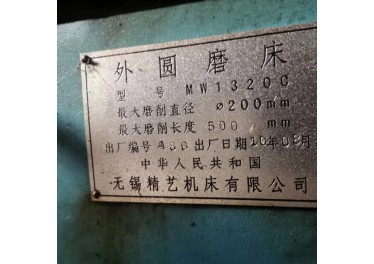 外圆磨床
型号 MW1320C
最大磨削直径 ø200mm
最大磨削长度 500 mm
出厂编号 出厂日期 10年08月
中华人民共和国
无锡精艺机床有限公司